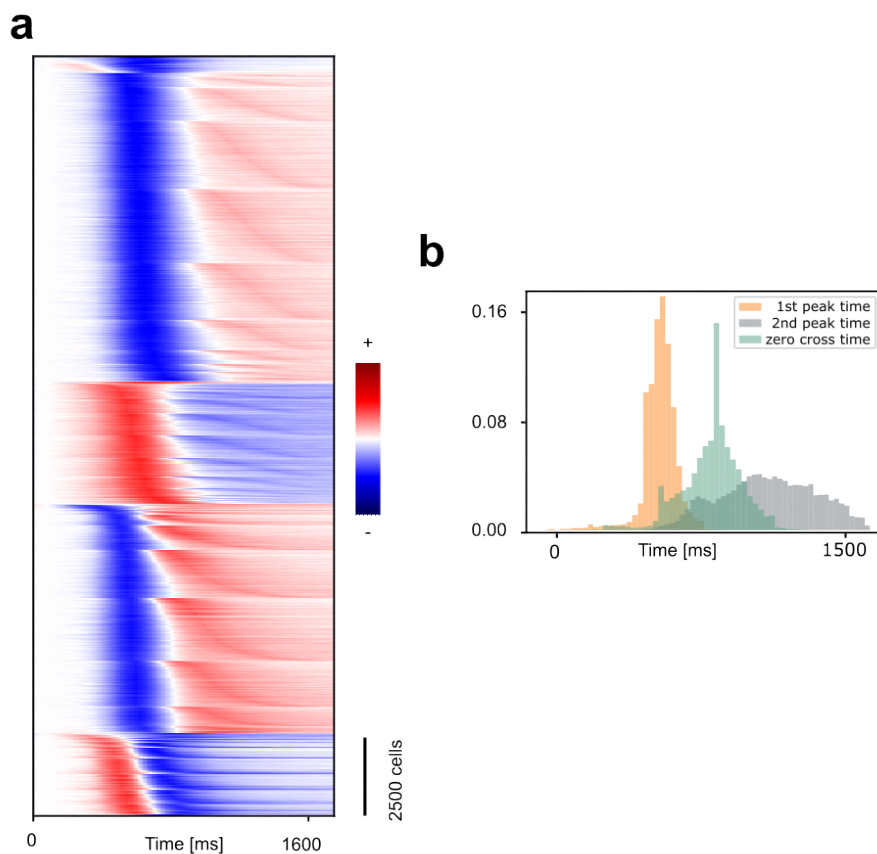 a
+
-
2500 cells
0
Time [ms]
1600
b
0.16
0.08
0.00
1st peak time
2nd peak time
zero cross time
0
Time [ms]
1500